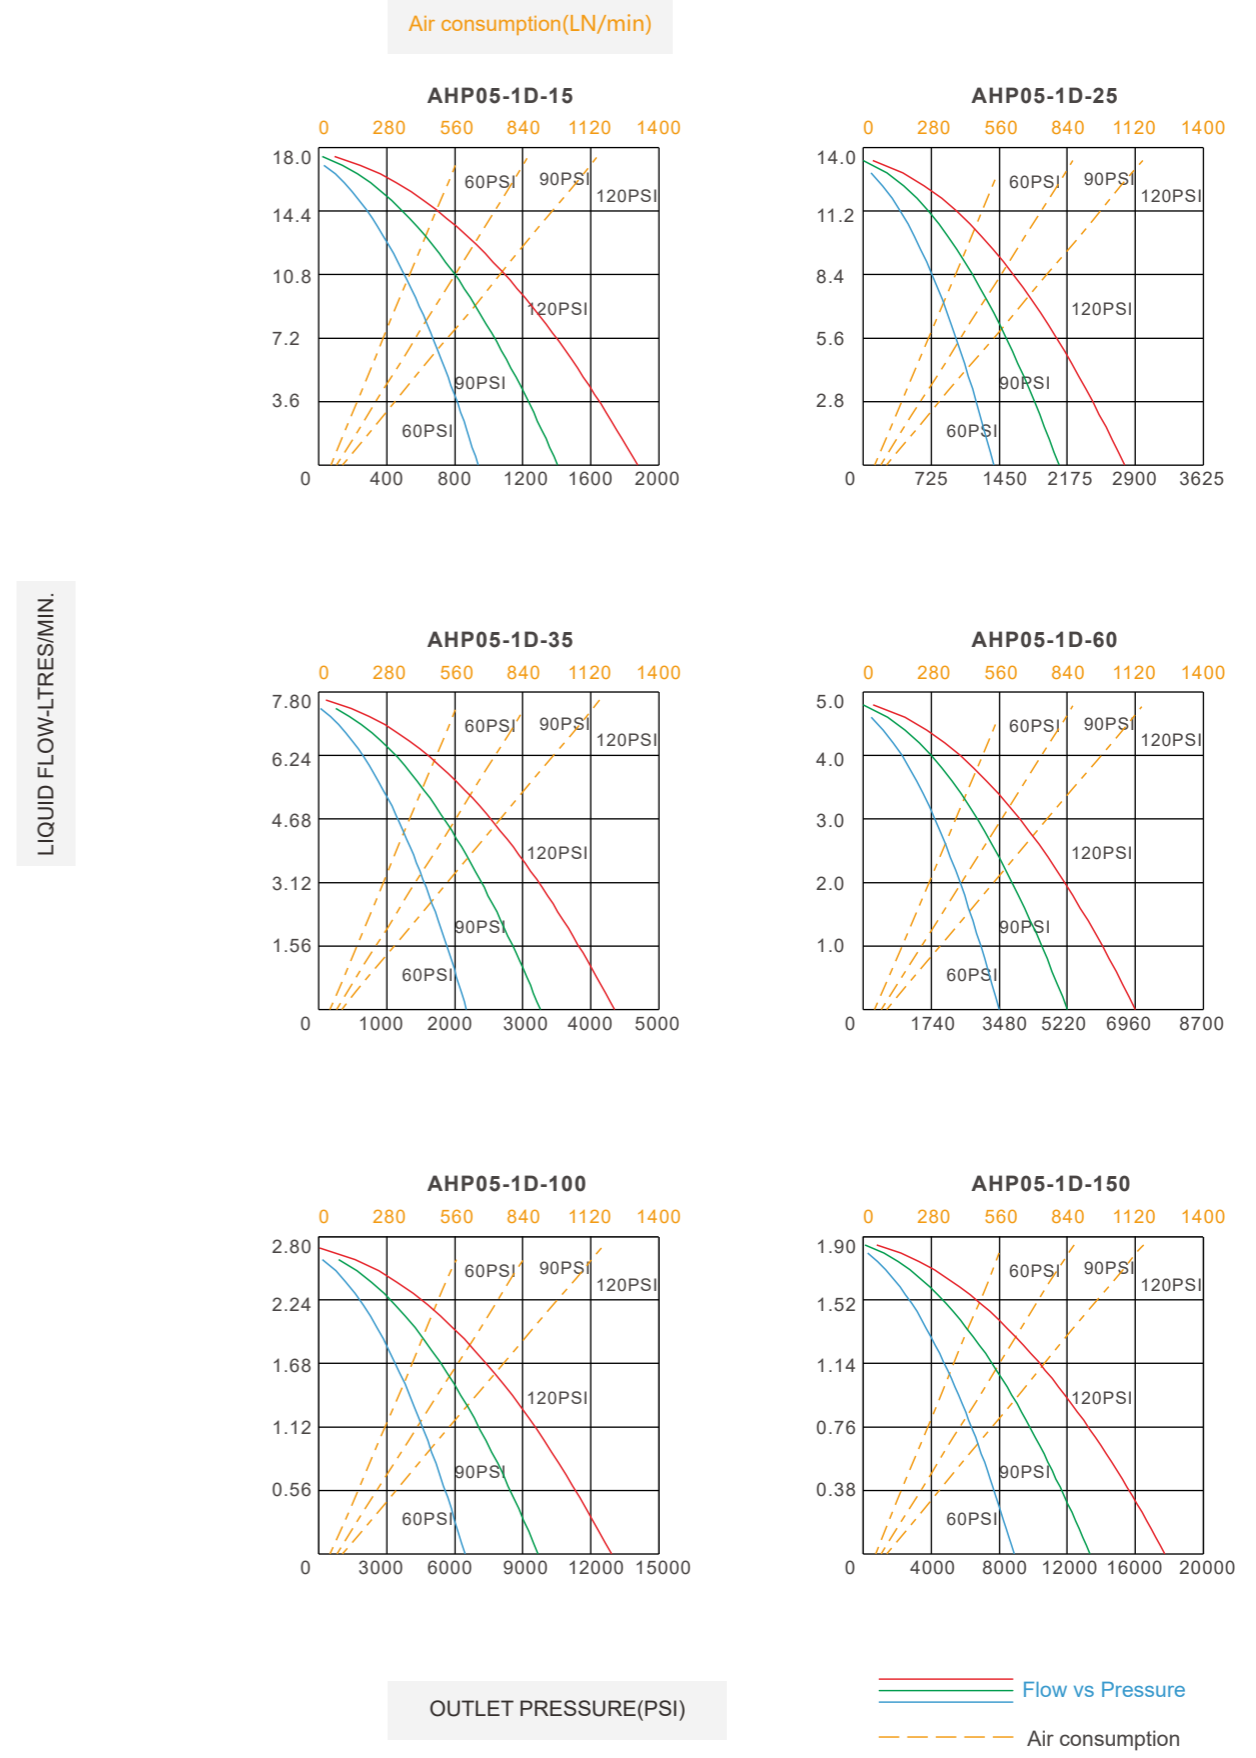 Air consumption(LN/min)
AHP05-1D-15
0 280 560 840 1120 1400
18.0
14.4
10.8
7.2
3.6
60PSI
90PSI
120PSI
120PSI
90PSI
60PSI
0 400 800 1200 1600 2000
AHP05-1D-25
0 280 560 840 1120 1400
14.0
11.2
8.4
5.6
2.8
60PSI
90PSI
120PSI
120PSI
90PSI
60PSI
0 725 1450 2175 2900 3625
LIQUID FLOW-LTRES/MIN.
AHP05-1D-35
0 280 560 840 1120 1400
7.80
6.24
4.68
3.12
1.56
60PSI
90PSI
120PSI
120PSI
90PSI
60PSI
0 1000 2000 3000 4000 5000
AHP05-1D-60
0 280 560 840 1120 1400
5.0
4.0
3.0
2.0
1.0
60PSI
90PSI
120PSI
120PSI
90PSI
60PSI
0 1740 3480 5220 6960 8700
AHP05-1D-100
0 280 560 840 1120 1400
2.80
2.24
1.68
1.12
0.56
60PSI
90PSI
120PSI
120PSI
90PSI
60PSI
0 3000 6000 9000 12000 15000
AHP05-1D-150
0 280 560 840 1120 1400
1.90
1.52
1.14
0.76
0.38
60PSI
90PSI
120PSI
120PSI
90PSI
60PSI
0 4000 8000 12000 16000 20000
OUTLET PRESSURE(PSI)
Flow vs Pressure
Air consumption